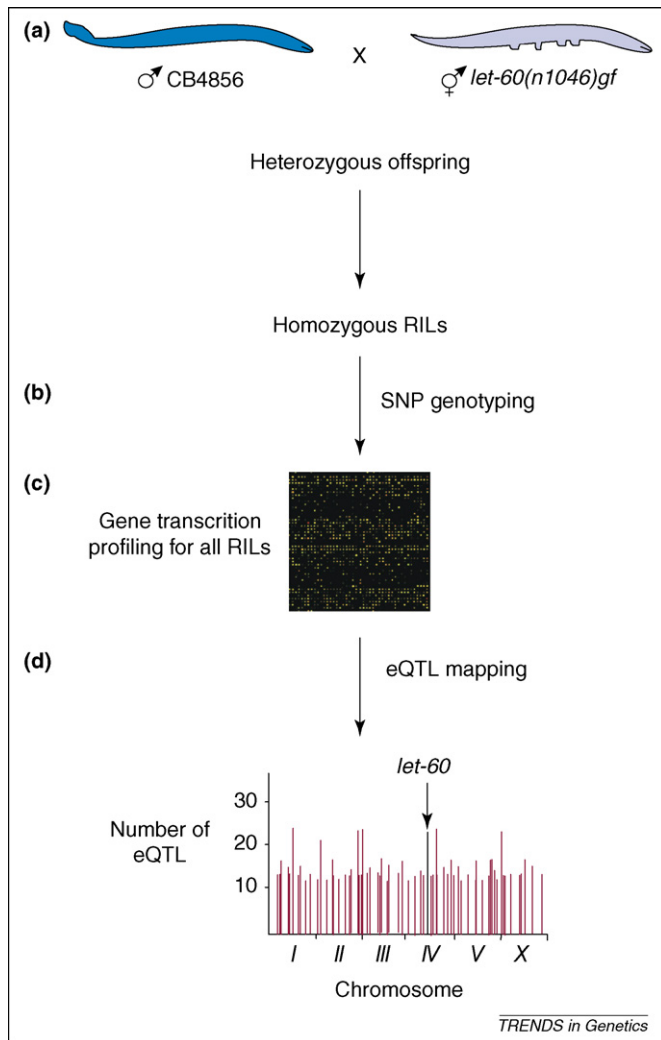 (a)
X
♂ CB4856
⚥ let-60(n1046)gf
Heterozygous offspring
Homozygous RILs
(b)
SNP genotyping
(c)
Gene transcrition
profiling for all RILs
(d)
eQTL mapping
let-60
Number of
eQTL
30
20
10
I II III IV V X
Chromosome
TRENDS in Genetics